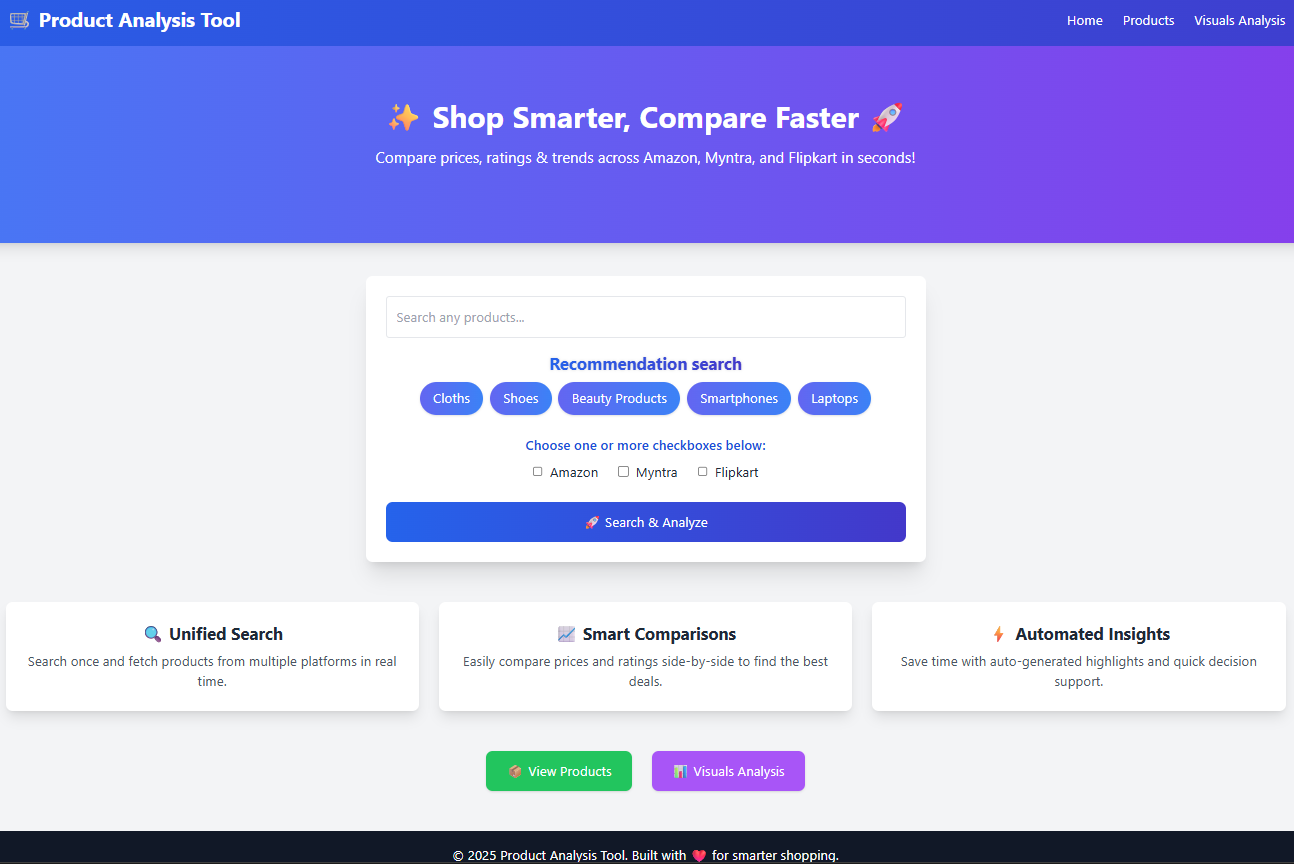 🛒 Product Analysis Tool
Home Products Visuals Analysis
✨ Shop Smarter, Compare Faster 🚀
Compare prices, ratings & trends across Amazon, Myntra, and Flipkart in seconds!
Search any products...
Recommendation search
Cloths Shoes Beauty Products Smartphones Laptops
Choose one or more checkboxes below:
Amazon Myntra Flipkart
🚀 Search & Analyze
🔍 Unified Search
Search once and fetch products from multiple platforms in real
time.
📈 Smart Comparisons
Easily compare prices and ratings side-by-side to find the best
deals.
⚡ Automated Insights
Save time with auto-generated highlights and quick decision
support.
📦 View Products
📊 Visuals Analysis
© 2025 Product Analysis Tool. Built with ❤️ for smarter shopping.